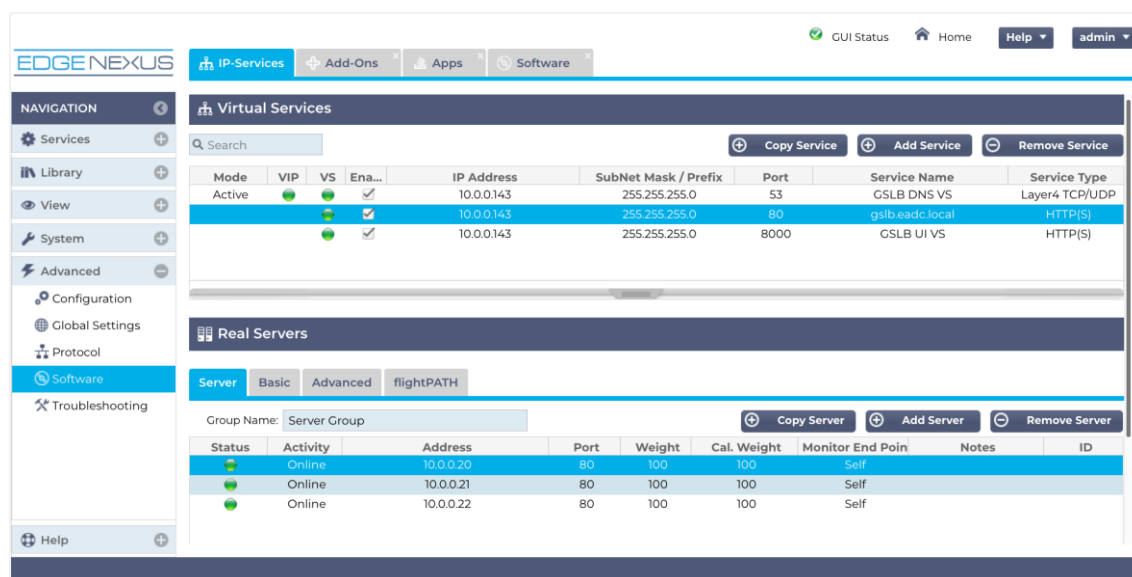 GUI Status Home Help admin
EDGENEXUS
IP-Services Add-Ons Apps Software
NAVIGATION
Services
Library
View
System
Advanced
Configuration
Global Settings
Protocol
Software
Troubleshooting
Help
Virtual Services
Search Copy Service Add Service Remove Service
Mode VIP VS Ena... IP Address SubNet Mask / Prefix Port Service Name Service Type
Active 10.0.0.143 255.255.255.0 53 GSLB DNS VS Layer4 TCP/UDP
10.0.0.143 255.255.255.0 80 gslb.eadc.local HTTP(S)
10.0.0.143 255.255.255.0 8000 GSLB UI VS HTTP(S)
Real Servers
Server Basic Advanced flightPATH
Group Name: Server Group Copy Server Add Server Remove Server
Status Activity Address Port Weight Cal. Weight Monitor End Poin Notes ID
Online 10.0.0.20 80 100 100 Self
Online 10.0.0.21 80 100 100 Self
Online 10.0.0.22 80 100 100 Self